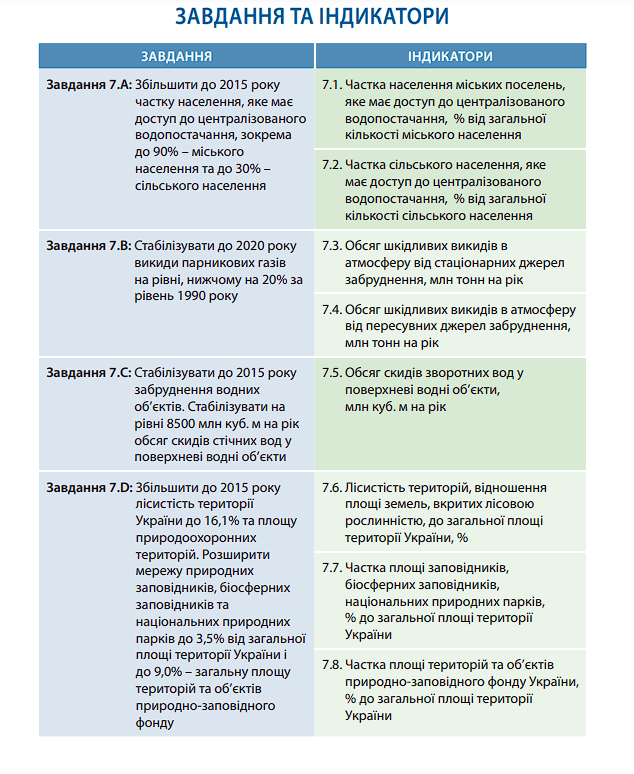 ЗАВДАННЯ ТА ІНДИКАТОРИ
ЗАВДАННЯ
ІНДИКАТОРИ
Завдання 7.A: Збільшити до 2015 року
частку населення, яке має
доступ до централізованого
водопостачання, зокрема
до 90% – міського
населення та до 30% –
сільського населення
7.1. Частка населення міських поселень,
яке має доступ до централізованого
водопостачання, % від загальної
кількості міського населення
7.2. Частка сільського населення, яке
має доступ до централізованого
водопостачання, % від загальної
кількості сільського населення
Завдання 7.B: Стабілізувати до 2020 року
викиди парникових газів
на рівні, нижчому на 20% за
рівень 1990 року
7.3. Обсяг шкідливих викидів в
атмосферу від стаціонарних джерел
забруднення, млн тонн на рік
7.4. Обсяг шкідливих викидів в атмосферу
від пересувних джерел забруднення,
млн тонн на рік
Завдання 7.C: Стабілізувати до 2015 року
забруднення водних
об’єктів. Стабілізувати на
рівні 8500 млн куб. м на рік
обсяг скидів стічних вод у
поверхневі водні об’єкти
7.5. Обсяг скидів зворотних вод у
поверхневі водні об’єкти,
млн куб. м на рік
Завдання 7.D: Збільшити до 2015 року
лісистість території
України до 16,1% та площу
природоохоронних
територій. Розширити
мережу природних
заповідників, біосферних
заповідників та
національних природних
парків до 3,5% від загальної
площі території України і
до 9,0% – загальну площу
територій та об’єктів
природно-заповідного
фонду
7.6. Лісистість територій, відношення
площі земель, вкритих лісовою
рослинністю, до загальної площі
території України, %
7.7. Частка площі заповідників,
біосферних заповідників,
національних природних парків,
% до загальної площі території
України
7.8. Частка площі територій та об’єктів
природно-заповідного фонду України,
% до загальної площі території
України